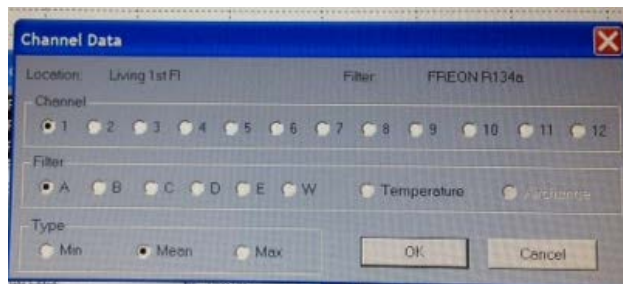 Channel Data
Location: Living 1st Fl Filter: FREON R134a
Channel
1 2 3 4 5 6 7 8 9 10 11 12
Filter
A B C D E W Temperature Airchange
Type
Min Mean Max OK Cancel